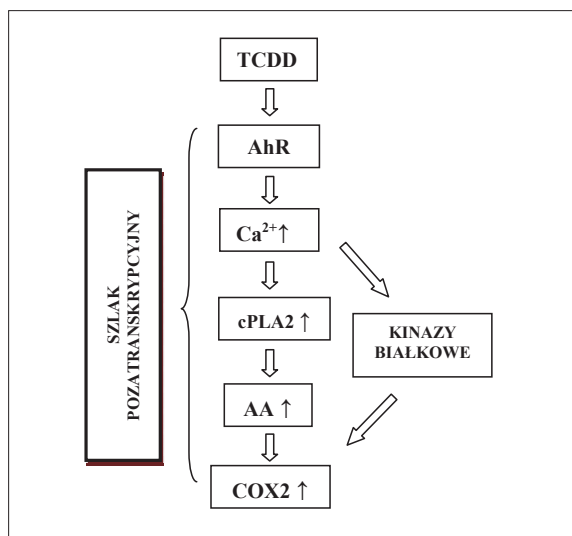 TCDD
AhR
Ca²⁺↑
cPLA2 ↑
AA ↑
COX2 ↑
KINAZY
BIAŁKOWE
SZLAK
POZATRANSKRYPCYJNY